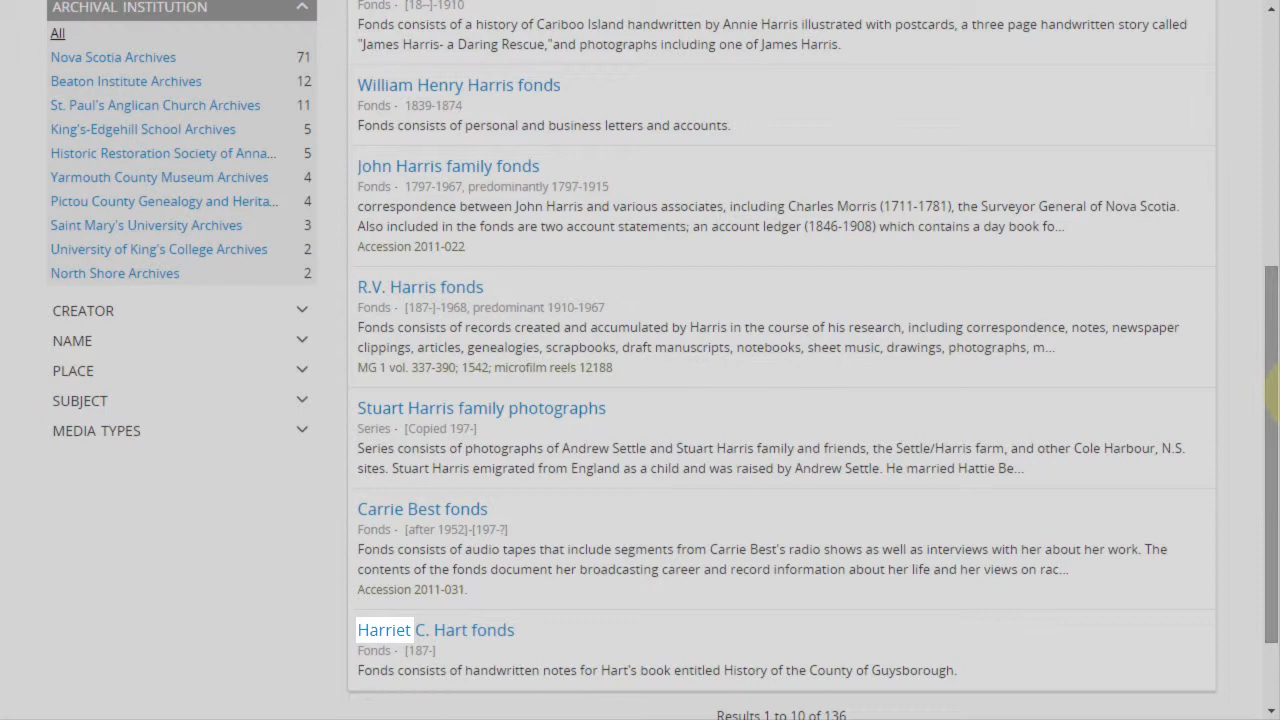 ARCHIVAL INSTITUTION
All
Nova Scotia Archives 71
Beaton Institute Archives 12
St. Paul's Anglican Church Archives 11
King's-Edgehill School Archives 5
Historic Restoration Society of Anna... 5
Yarmouth County Museum Archives 4
Pictou County Genealogy and Herita... 4
Saint Mary's University Archives 3
University of King's College Archives 2
North Shore Archives 2
CREATOR
NAME
PLACE
SUBJECT
MEDIA TYPES
Fonds - [18--]-1910
Fonds consists of a history of Cariboo Island handwritten by Annie Harris illustrated with postcards, a three page handwritten story called
"James Harris- a Daring Rescue,"and photographs including one of James Harris.
William Henry Harris fonds
Fonds - 1839-1874
Fonds consists of personal and business letters and accounts.
John Harris family fonds
Fonds - 1797-1967, predominantly 1797-1915
correspondence between John Harris and various associates, including Charles Morris (1711-1781), the Surveyor General of Nova Scotia.
Also included in the fonds are two account statements; an account ledger (1846-1908) which contains a day book fo...
Accession 2011-022
R.V. Harris fonds
Fonds - [187-]-1968, predominant 1910-1967
Fonds consists of records created and accumulated by Harris in the course of his research, including correspondence, notes, newspaper
clippings, articles, genealogies, scrapbooks, draft manuscripts, notebooks, sheet music, drawings, photographs, m...
MG 1 vol. 337-390; 1542; microfilm reels 12188
Stuart Harris family photographs
Series - [Copied 197-]
Series consists of photographs of Andrew Settle and Stuart Harris family and friends, the Settle/Harris farm, and other Cole Harbour, N.S.
sites. Stuart Harris emigrated from England as a child and was raised by Andrew Settle. He married Hattie Be...
Carrie Best fonds
Fonds - [after 1952]-[197-?]
Fonds consists of audio tapes that include segments from Carrie Best's radio shows as well as interviews with her about her work. The
contents of the fonds document her broadcasting career and record information about her life and her views on rac...
Accession 2011-031.
Harriet C. Hart fonds
Fonds - [187-]
Fonds consists of handwritten notes for Hart's book entitled History of the County of Guysborough.
Results 1 to 10 of 136